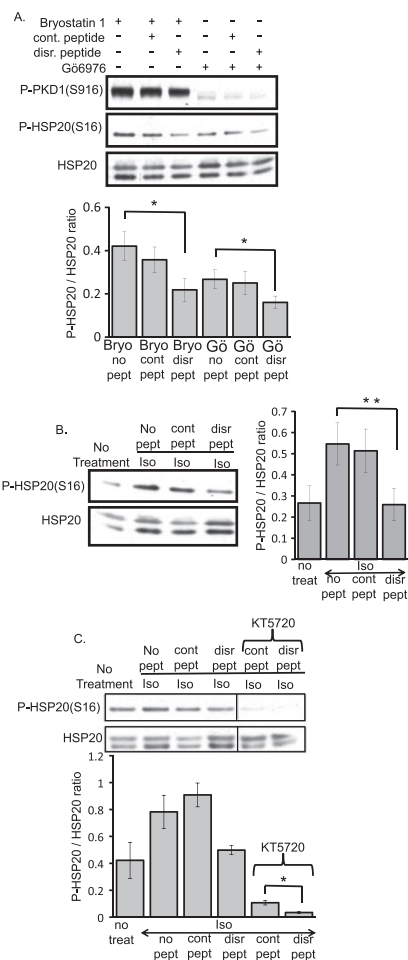 A.
Bryostatin 1 + + +
cont. peptide + +
disr. peptide + +
Gö6976 + + +
P-PKD1(S916)
P-HSP20(S16)
HSP20
P-HSP20 / HSP20 ratio
0.6
0.4
0.2
0
*
*
Bryo Bryo Bryo Gö Gö Gö
no cont disr no cont disr
pept pept pept pept pept pept
B.
No cont disr
No pept pept pept
Treatment Iso Iso Iso
P-HSP20(S16)
HSP20
P-HSP20 / HSP20 ratio
0.7
0.6
0.5
0.4
0.3
0.2
0.1
0
* *
no Iso
treat no cont disr
pept pept pept
C.
KT5720
No cont disr cont disr
No pept pept pept pept pept
Treatment Iso Iso Iso Iso Iso
P-HSP20(S16)
HSP20
P-HSP20 / HSP20 ratio
1.2
1
0.8
0.6
0.4
0.2
0
KT5720
*
no Iso
treat no cont disr cont disr
pept pept pept pept pept